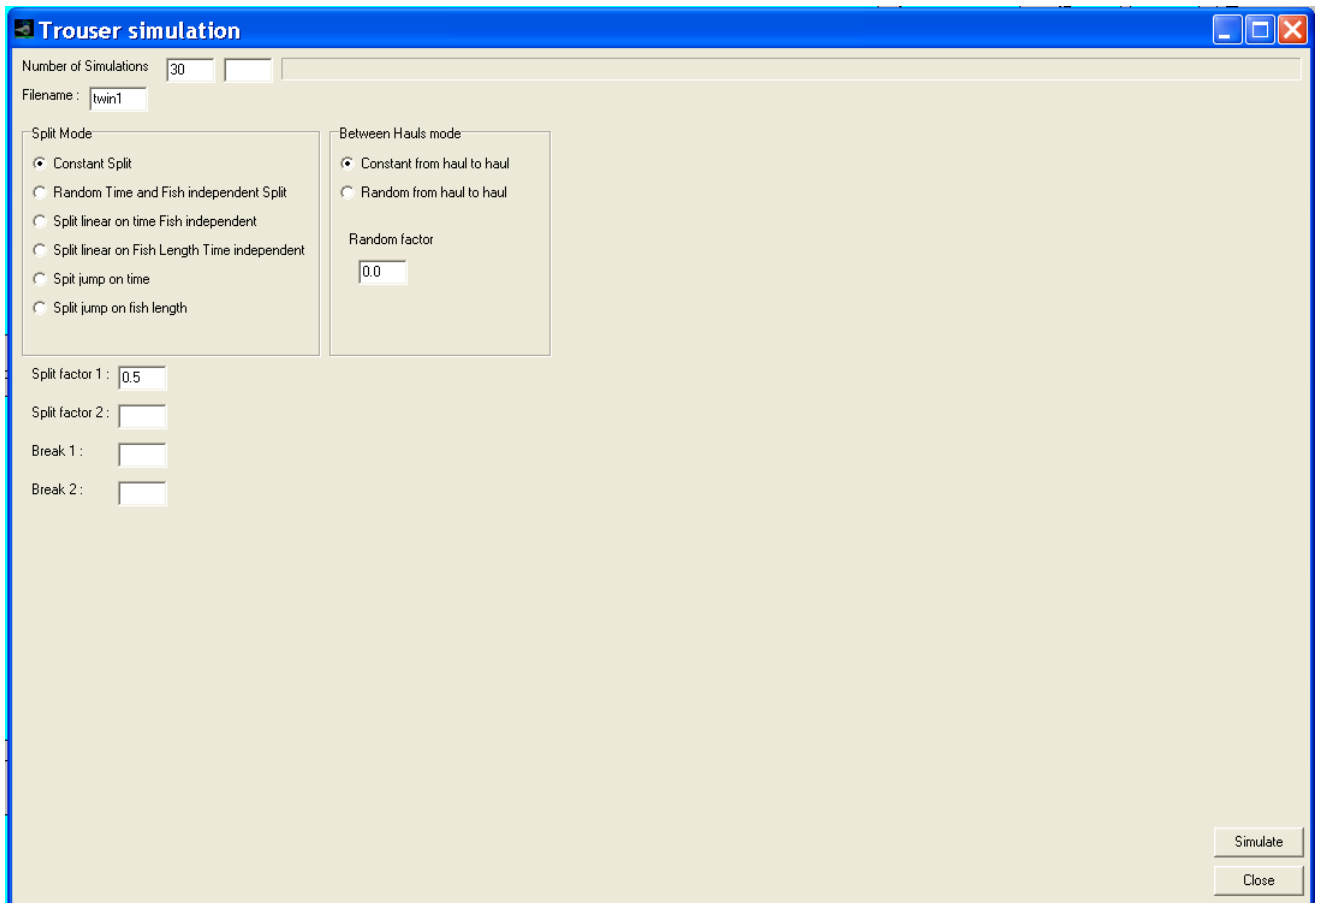 Trouser simulation
Number of Simulations 30
Filename : twin1
Split Mode
Constant Split
Random Time and Fish independent Split
Split linear on time Fish independent
Split linear on Fish Length Time independent
Spit jump on time
Split jump on fish length
Between Hauls mode
Constant from haul to haul
Random from haul to haul
Random factor
0.0
Split factor 1 : 0.5
Split factor 2 :
Break 1 :
Break 2 :
Simulate
Close